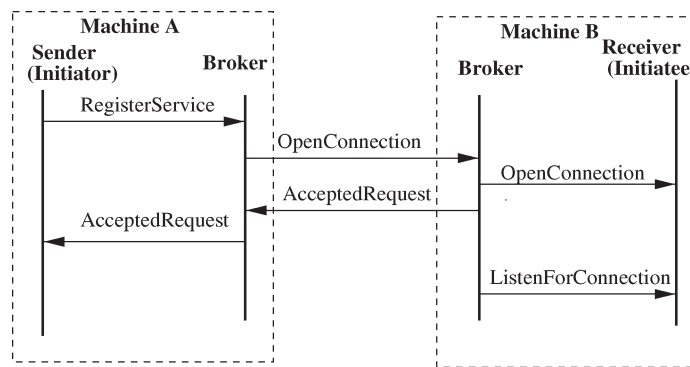 Machine A
Sender
(Initiator)
Broker
RegisterService
OpenConnection
AcceptedRequest
AcceptedRequest
Machine B
Broker
Receiver
(Initiatee
OpenConnection
ListenForConnection